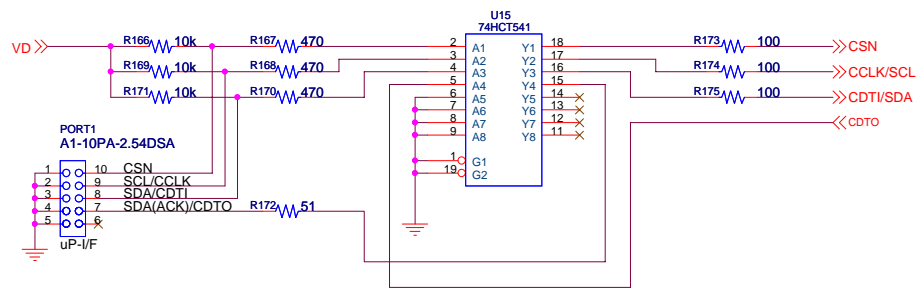 U15
74HCT541
VD
R166 10k R167 470
2 A1 Y1 18
R173 100
CSN
R169 10k R168 470
3 A2 Y2 17
R174 100
CCLK/SCL
R171 10k R170 470
4 A3 Y3 16
R175 100
CDTI/SDA
5 A4 Y4 15
CDTO
6 A5 Y5 14
7 A6 Y6 13
8 A7 Y7 12
9 A8 Y8 11
1 G1
19 G2
PORT1
A1-10PA-2.54DSA
1 10 CSN
2 9 SCL/CCLK
3 8 SDA/CDTI
4 7 SDA(ACK)/CDTO
R172 51
5 6
uP-I/F